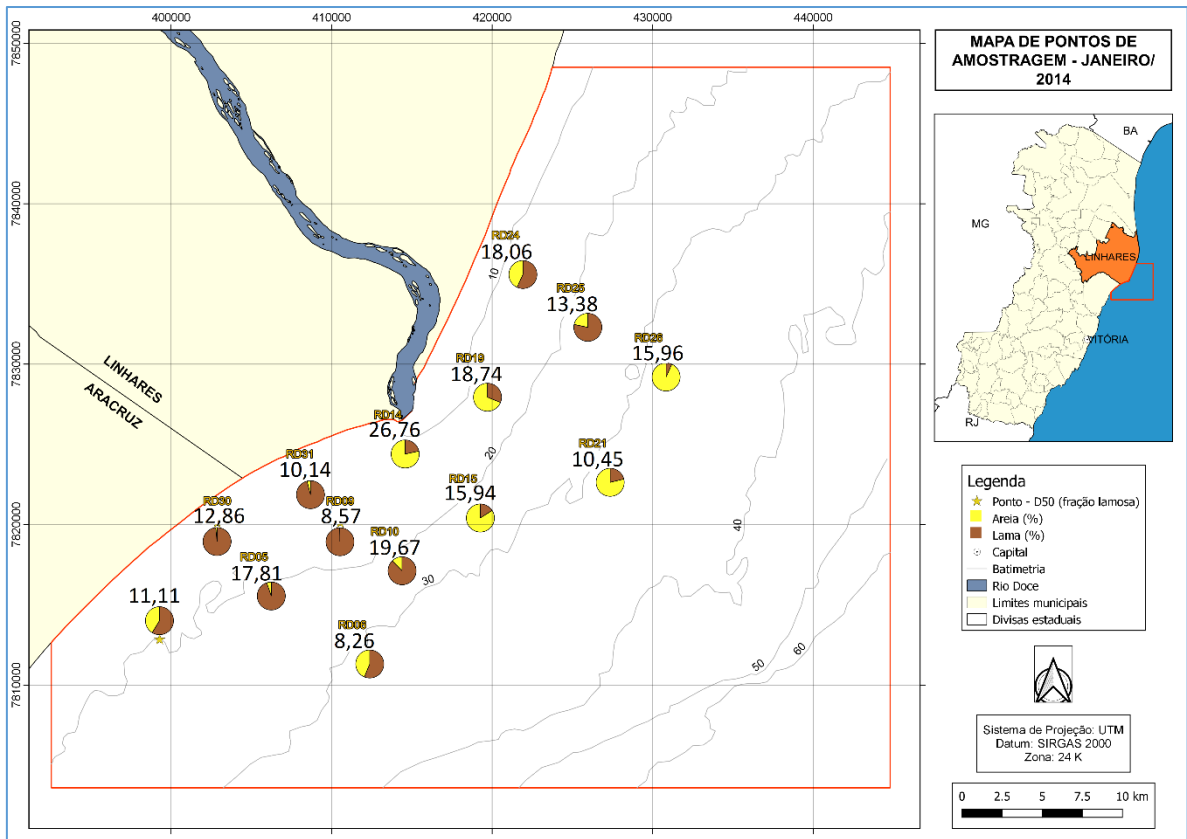 400000
410000
420000
430000
440000
7850000
7840000
7830000
7820000
7810000
LINHARES
ARACRUZ
10
20
30
40
50
60
RD24
18,06
RD25
13,38
RD26
15,96
RD19
18,74
RD14
26,76
RD21
10,45
RD31
10,14
RD15
15,94
RD30
12,86
RD09
8,57
RD10
19,67
RD05
17,81
11,11
RD06
8,26
400000
410000
420000
430000
440000
MAPA DE PONTOS DE
AMOSTRAGEM - JANEIRO/
2014
BA
MG
LINHARES
VITÓRIA
RJ
Legenda
Ponto - D50 (fração lamosa)
Areia (%)
Lama (%)
Capital
Batimetria
Rio Doce
Limites municipais
Divisas estaduais
Sistema de Projeção: UTM
Datum: SIRGAS 2000
Zona: 24 K
0
2.5
5
7.5
10 km